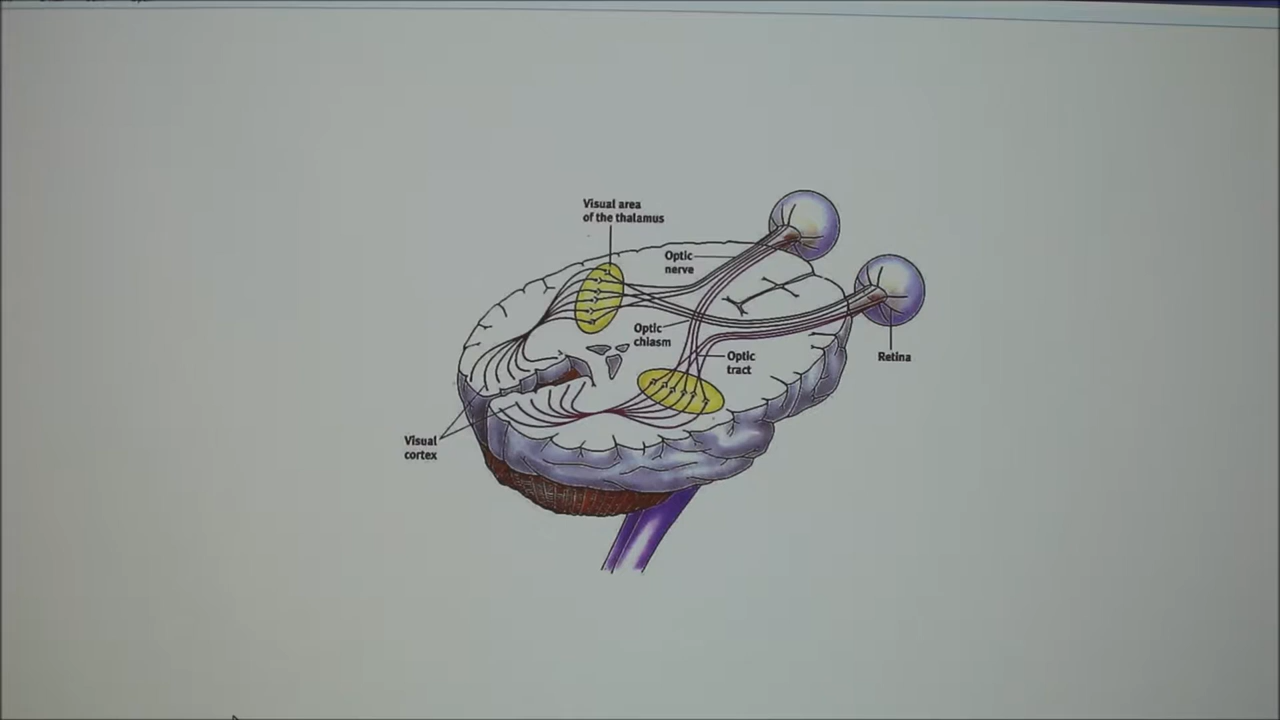 Visual area
of the thalamus
Optic
nerve
Optic
chiasm
Optic
tract
Retina
Visual
cortex